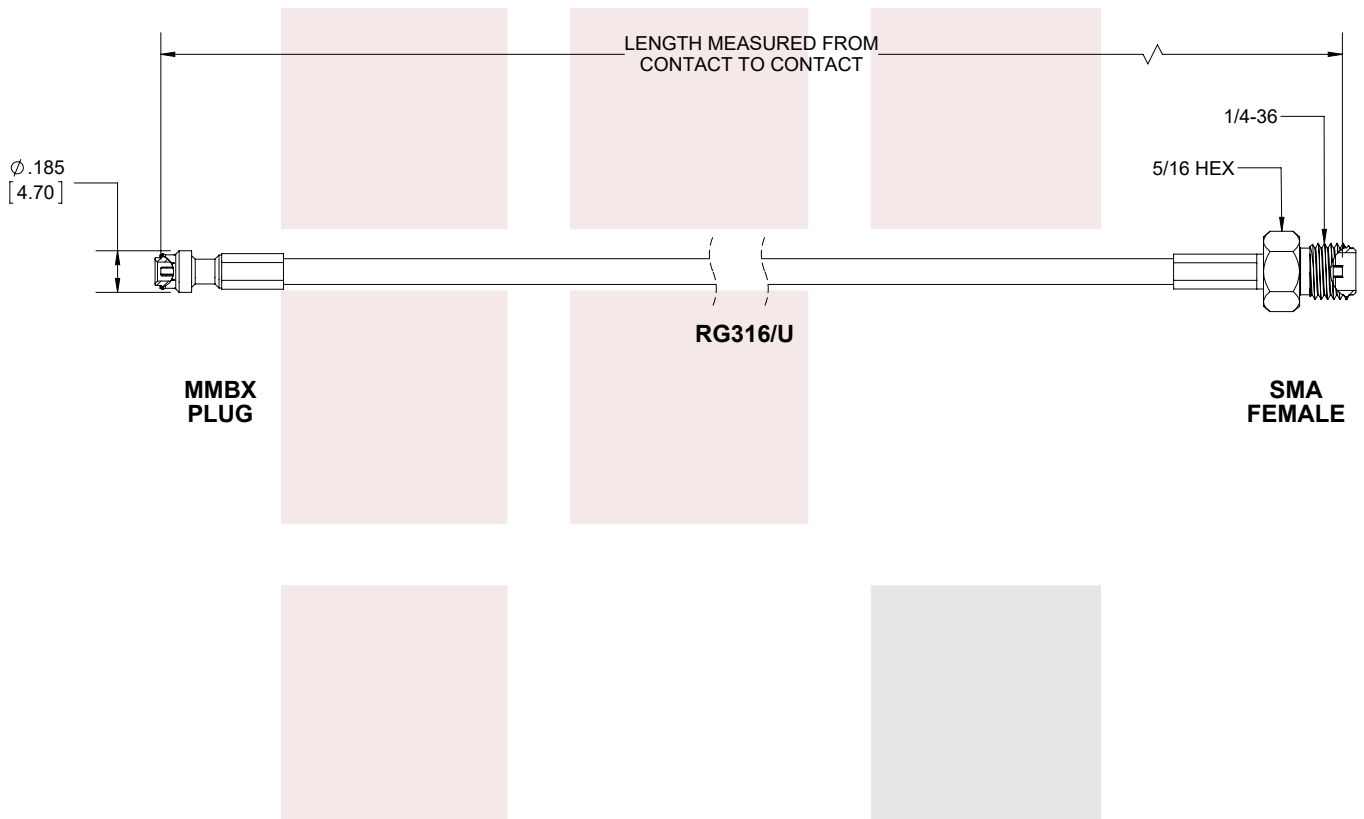 LENGTH MEASURED FROM
CONTACT TO CONTACT
1/4-36
5/16 HEX
⌀.185
[4.70]
RG316/U
MMBX
PLUG
SMA
FEMALE